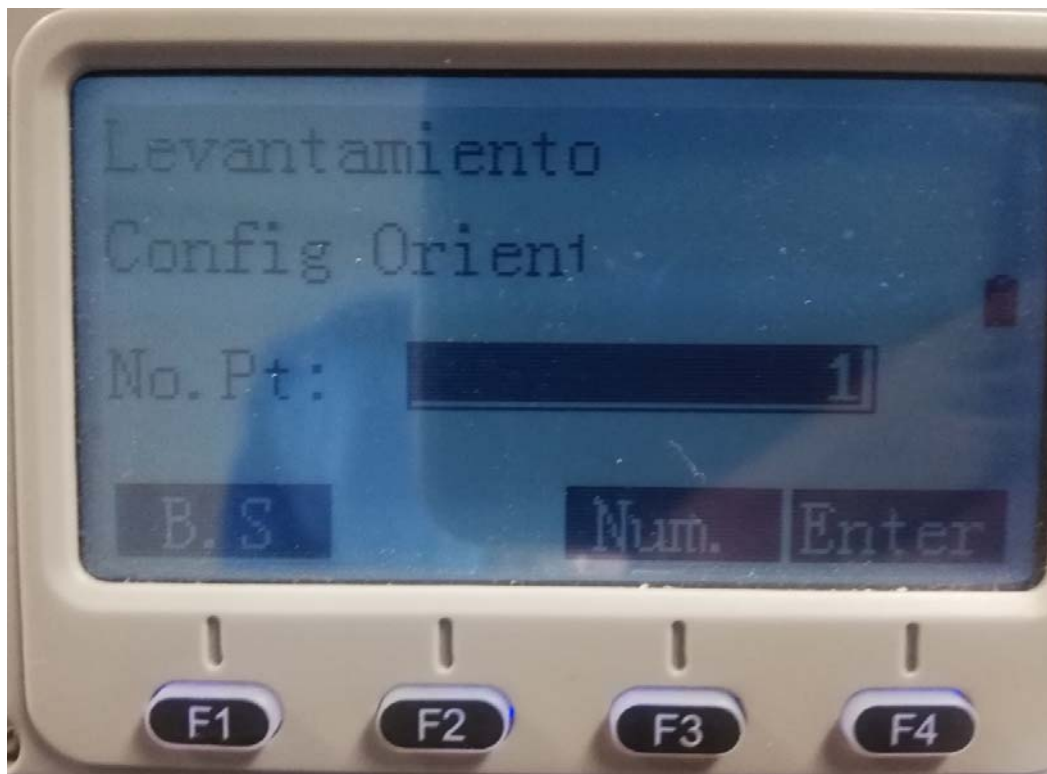 Levantamiento
Config Orient
No.Pt: 1
B.S Num. Enter
F1 F2 F3 F4